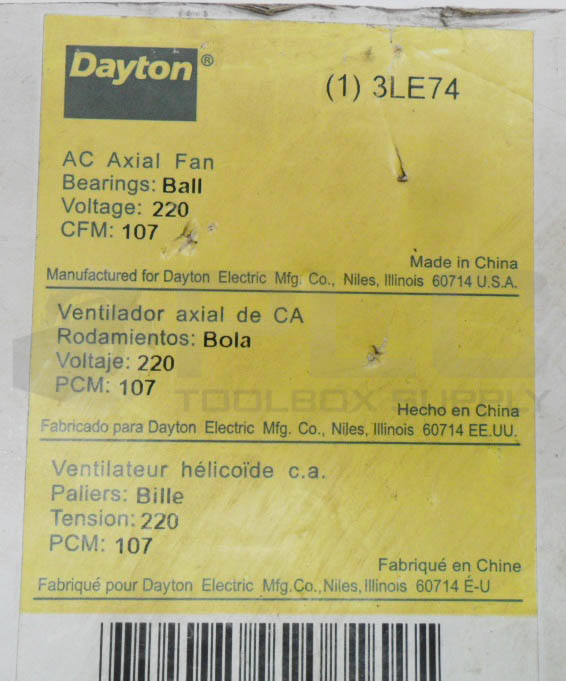 Dayton®
(1) 3LE74
AC Axial Fan
Bearings: Ball
Voltage: 220
CFM: 107
Made in China
Manufactured for Dayton Electric Mfg. Co., Niles, Illinois 60714 U.S.A.
Ventilador axial de CA
Rodamientos: Bola
Voltaje: 220
PCM: 107
TOOLBOX SUPPLY
Hecho en China
Fabricado para Dayton Electric Mfg. Co., Niles, Illinois 60714 EE.UU.
Ventilateur hélicoïde c.a.
Paliers: Bille
Tension: 220
PCM: 107
Fabriqué en Chine
Fabriqué pour Dayton Electric Mfg.Co.,Niles,Illinois 60714 É-U